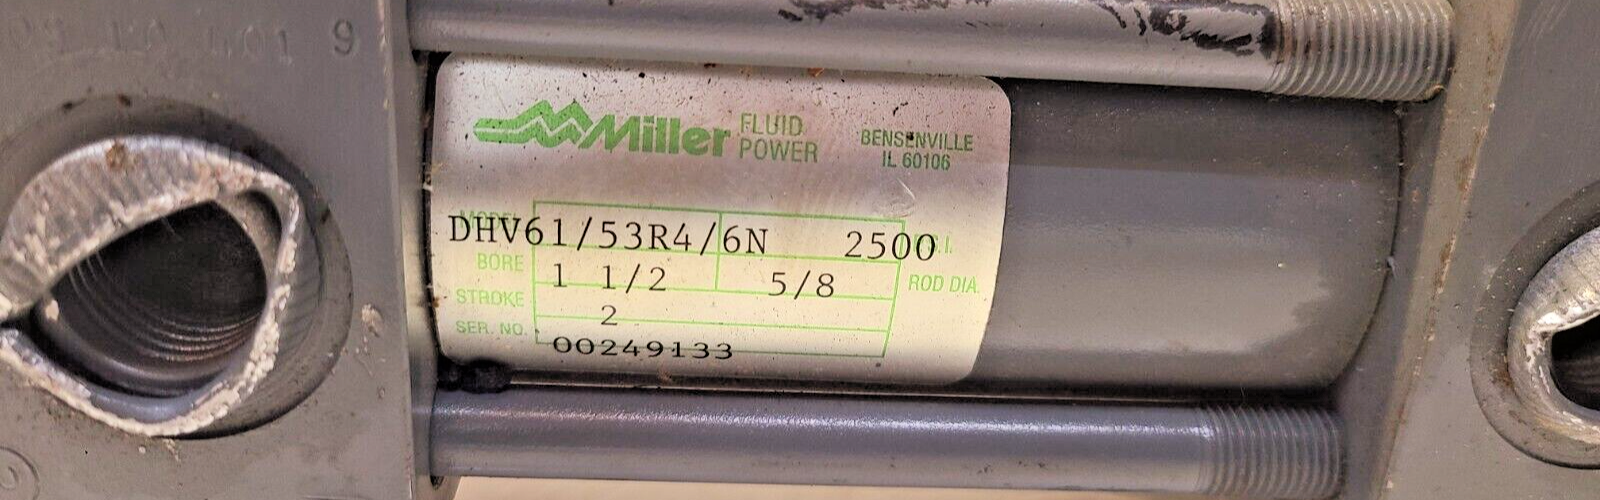 Miller FLUID POWER
BENSENVILLE
IL 60106
MODEL DHV61/53R4/6N 2500 P.S.I.
BORE 1 1/2 5/8 ROD DIA.
STROKE 2
SER. NO. 00249133